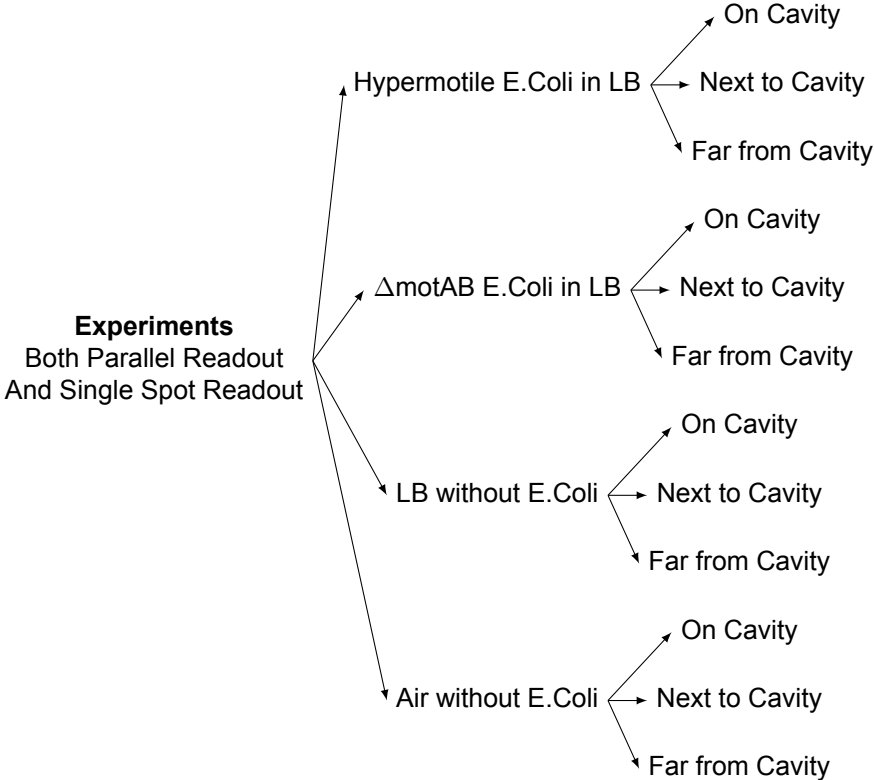 Experiments
Both Parallel Readout
And Single Spot Readout
Hypermotile E.Coli in LB
On Cavity
Next to Cavity
Far from Cavity
ΔmotAB E.Coli in LB
On Cavity
Next to Cavity
Far from Cavity
LB without E.Coli
On Cavity
Next to Cavity
Far from Cavity
Air without E.Coli
On Cavity
Next to Cavity
Far from Cavity